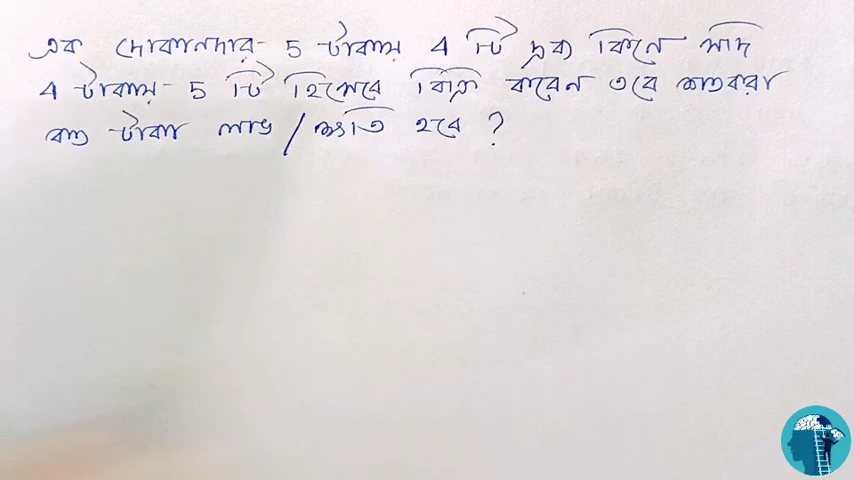 এক দোকানদার 5 টাকায় 4 টি দ্রব্য কিনে যদি
4 টাকায় 5 টি হিসেবে বিক্রি করেন তবে শতকরা
কত টাকা লাভ / ক্ষতি হবে ?